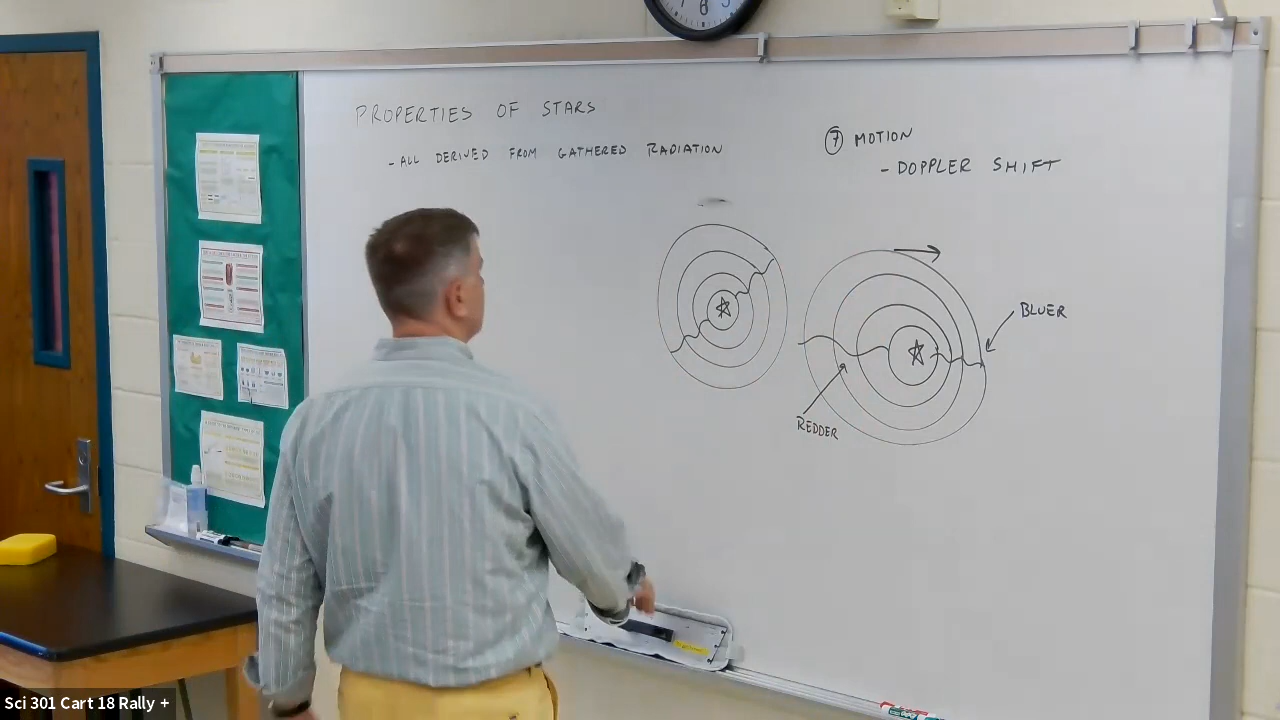 PROPERTIES OF STARS
- ALL DERIVED FROM GATHERED RADIATION
⑦ MOTION
- DOPPLER SHIFT
BLUER
REDDER
Sci 301 Cart 18 Rally +